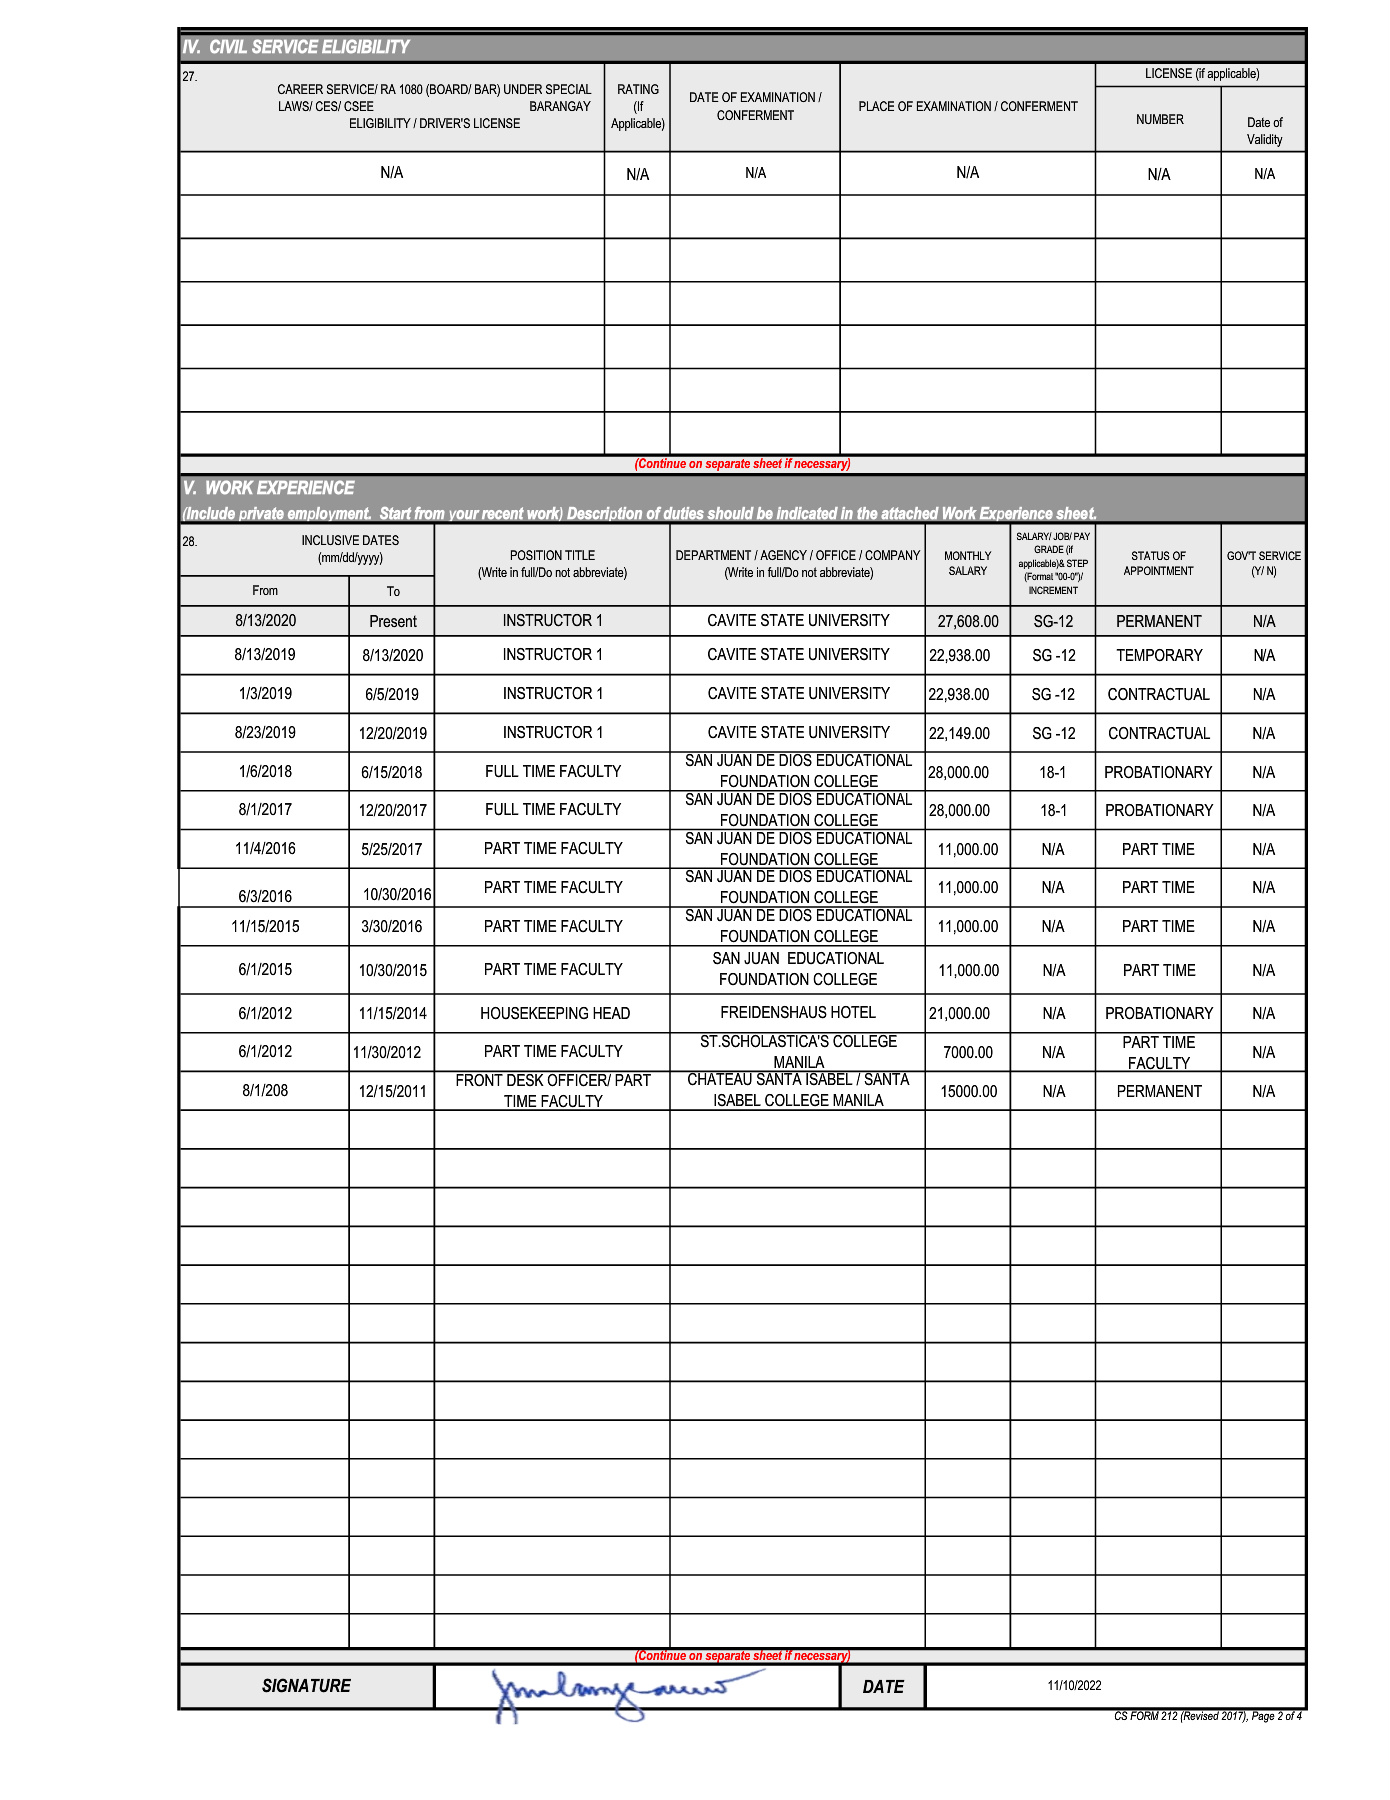 IV. CIVIL SERVICE ELIGIBILITY
27.
CAREER SERVICE/ RA 1080 (BOARD/ BAR) UNDER SPECIAL
LAWS/ CES/ CSEE BARANGAY
ELIGIBILITY / DRIVER'S LICENSE
RATING
(If
Applicable)
DATE OF EXAMINATION /
CONFERMENT
PLACE OF EXAMINATION / CONFERMENT
LICENSE (if applicable)
NUMBER
Date of
Validity
N/A N/A N/A N/A N/A N/A
(Continue on separate sheet if necessary)
V. WORK EXPERIENCE
(Include private employment. Start from your recent work) Description of duties should be indicated in the attached Work Experience sheet.
28.
INCLUSIVE DATES
(mm/dd/yyyy)
From
To
POSITION TITLE
(Write in full/Do not abbreviate)
DEPARTMENT / AGENCY / OFFICE / COMPANY
(Write in full/Do not abbreviate)
MONTHLY
SALARY
SALARY/ JOB/ PAY
GRADE (if
applicable)& STEP
(Format "00-0")/
INCREMENT
STATUS OF
APPOINTMENT
GOV'T SERVICE
(Y/ N)
8/13/2020 Present INSTRUCTOR 1 CAVITE STATE UNIVERSITY 27,608.00 SG-12 PERMANENT N/A
8/13/2019 8/13/2020 INSTRUCTOR 1 CAVITE STATE UNIVERSITY 22,938.00 SG -12 TEMPORARY N/A
1/3/2019 6/5/2019 INSTRUCTOR 1 CAVITE STATE UNIVERSITY 22,938.00 SG -12 CONTRACTUAL N/A
8/23/2019 12/20/2019 INSTRUCTOR 1 CAVITE STATE UNIVERSITY 22,149.00 SG -12 CONTRACTUAL N/A
SAN JUAN DE DIOS EDUCATIONAL
1/6/2018 6/15/2018 FULL TIME FACULTY 28,000.00 18-1 PROBATIONARY N/A
FOUNDATION COLLEGE
SAN JUAN DE DIOS EDUCATIONAL
8/1/2017 12/20/2017 FULL TIME FACULTY 28,000.00 18-1 PROBATIONARY N/A
FOUNDATION COLLEGE
SAN JUAN DE DIOS EDUCATIONAL
11/4/2016 5/25/2017 PART TIME FACULTY 11,000.00 N/A PART TIME N/A
FOUNDATION COLLEGE
SAN JUAN DE DIOS EDUCATIONAL
6/3/2016 10/30/2016 PART TIME FACULTY 11,000.00 N/A PART TIME N/A
FOUNDATION COLLEGE
SAN JUAN DE DIOS EDUCATIONAL
11/15/2015 3/30/2016 PART TIME FACULTY 11,000.00 N/A PART TIME N/A
FOUNDATION COLLEGE
SAN JUAN EDUCATIONAL
6/1/2015 10/30/2015 PART TIME FACULTY 11,000.00 N/A PART TIME N/A
FOUNDATION COLLEGE
6/1/2012 11/15/2014 HOUSEKEEPING HEAD FREIDENSHAUS HOTEL 21,000.00 N/A PROBATIONARY N/A
ST.SCHOLASTICA'S COLLEGE PART TIME
6/1/2012 11/30/2012 PART TIME FACULTY 7000.00 N/A N/A
MANILA FACULTY
FRONT DESK OFFICER/ PART CHATEAU SANTA ISABEL / SANTA
8/1/208 12/15/2011 15000.00 N/A PERMANENT N/A
TIME FACULTY ISABEL COLLEGE MANILA
(Continue on separate sheet if necessary)
SIGNATURE DATE 11/10/2022
CS FORM 212 (Revised 2017), Page 2 of 4